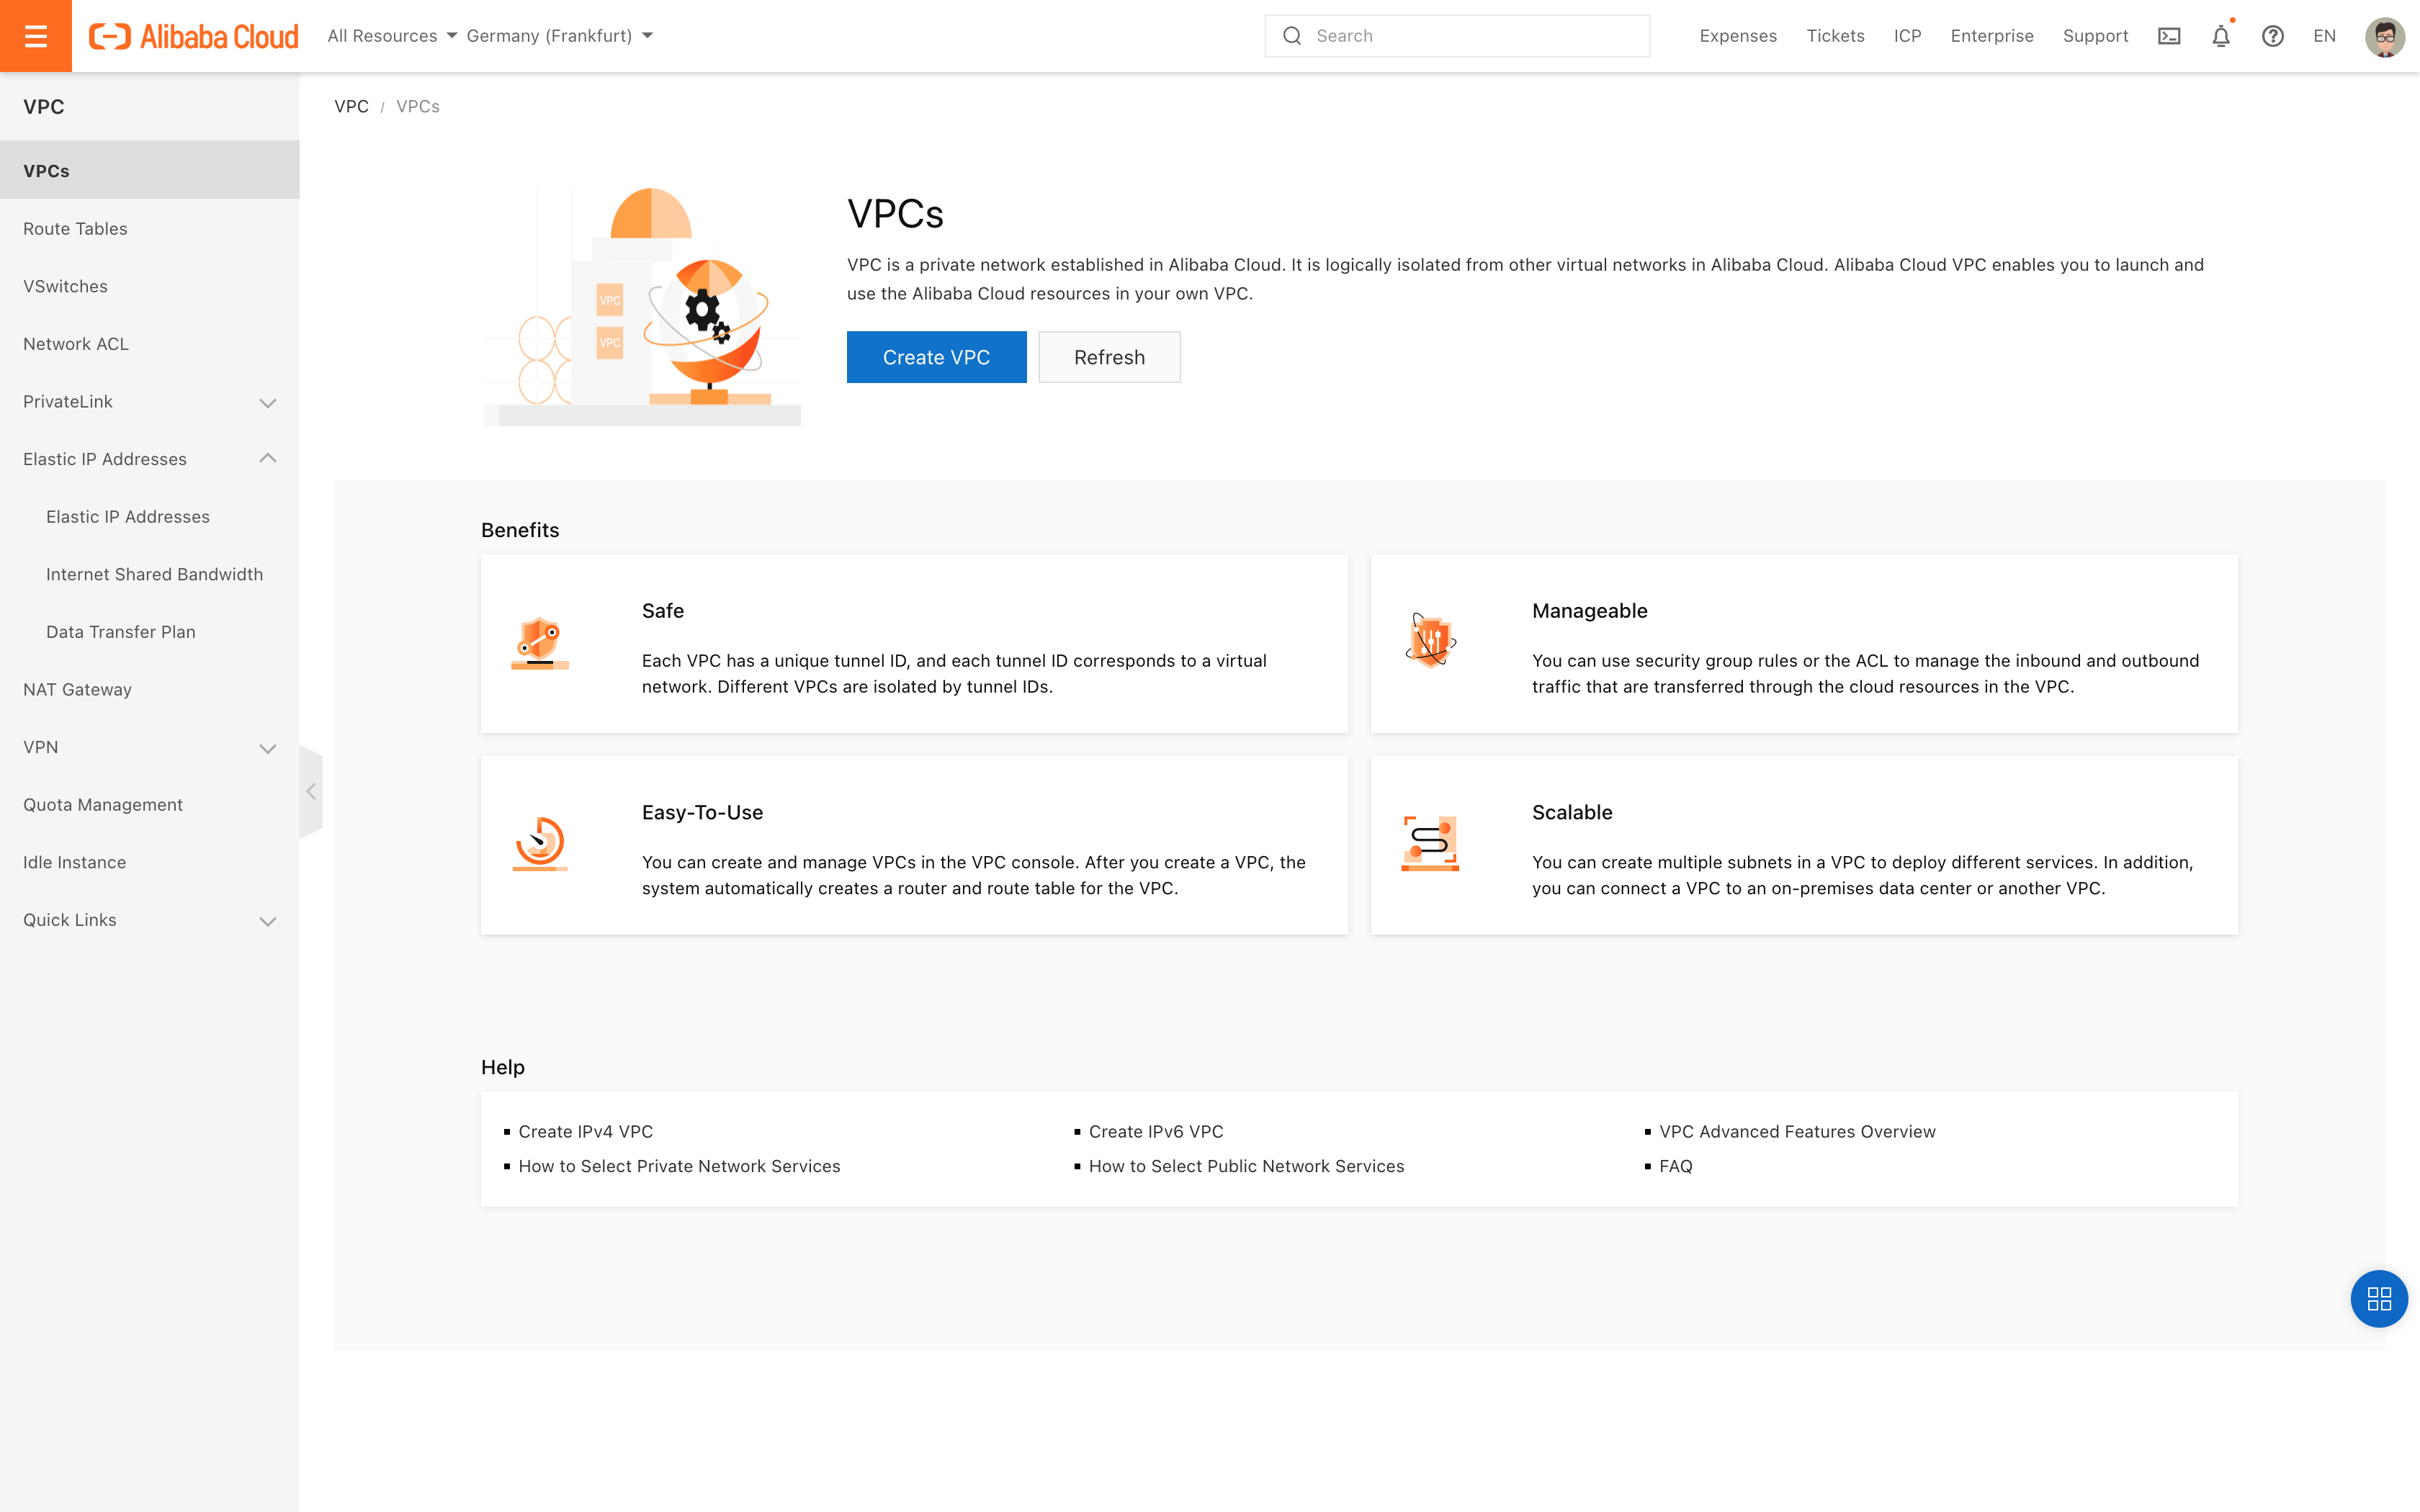 Alibaba Cloud
All Resources
Germany (Frankfurt)
Search
Expenses
Tickets
ICP
Enterprise
Support
EN
VPC
VPCs
Route Tables
VSwitches
Network ACL
PrivateLink
Elastic IP Addresses
Elastic IP Addresses
Internet Shared Bandwidth
Data Transfer Plan
NAT Gateway
VPN
Quota Management
Idle Instance
Quick Links
VPC / VPCs
VPC
VPC
VPCs
VPC is a private network established in Alibaba Cloud. It is logically isolated from other virtual networks in Alibaba Cloud. Alibaba Cloud VPC enables you to launch and
use the Alibaba Cloud resources in your own VPC.
Create VPC
Refresh
Benefits
Safe
Each VPC has a unique tunnel ID, and each tunnel ID corresponds to a virtual
network. Different VPCs are isolated by tunnel IDs.
Manageable
You can use security group rules or the ACL to manage the inbound and outbound
traffic that are transferred through the cloud resources in the VPC.
Easy-To-Use
You can create and manage VPCs in the VPC console. After you create a VPC, the
system automatically creates a router and route table for the VPC.
Scalable
You can create multiple subnets in a VPC to deploy different services. In addition,
you can connect a VPC to an on-premises data center or another VPC.
Help
Create IPv4 VPC
Create IPv6 VPC
VPC Advanced Features Overview
How to Select Private Network Services
How to Select Public Network Services
FAQ